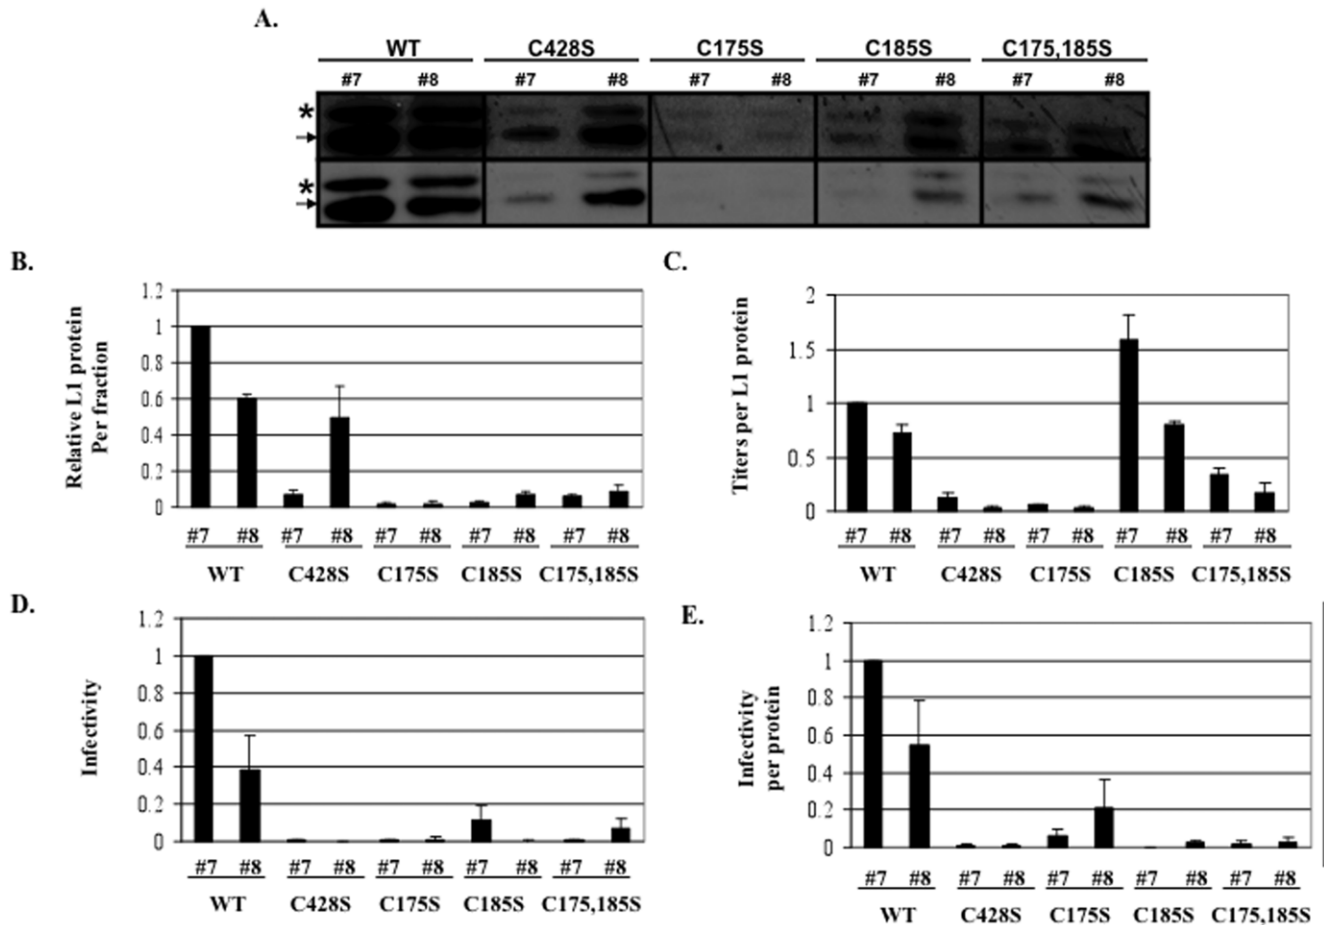 A.
WT C428S C175S C185S C175,185S
#7 #8 #7 #8 #7 #8 #7 #8 #7 #8
*
*
B.
Relative L1 protein
Per fraction
1.2
1
0.8
0.6
0.4
0.2
0
#7 #8 #7 #8 #7 #8 #7 #8 #7 #8
WT C428S C175S C185S C175,185S
C.
Titers per L1 protein
2
1.5
1
0.5
0
#7 #8 #7 #8 #7 #8 #7 #8 #7 #8
WT C428S C175S C185S C175,185S
D.
Infectivity
1.2
1
0.8
0.6
0.4
0.2
0
#7 #8 #7 #8 #7 #8 #7 #8 #7 #8
WT C428S C175S C185S C175,185S
E.
Infectivity
per protein
1.2
1
0.8
0.6
0.4
0.2
0
#7 #8 #7 #8 #7 #8 #7 #8 #7 #8
WT C428S C175S C185S C175,185S